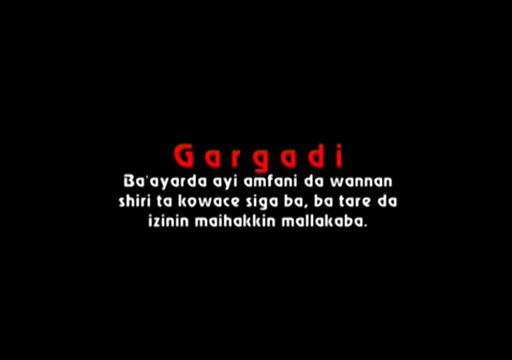 Gargadi
Ba'ayarda ayi amfani da wannan
shiri ta kowace siga ba, ba tare da
izinin maihakkin mallakaba.